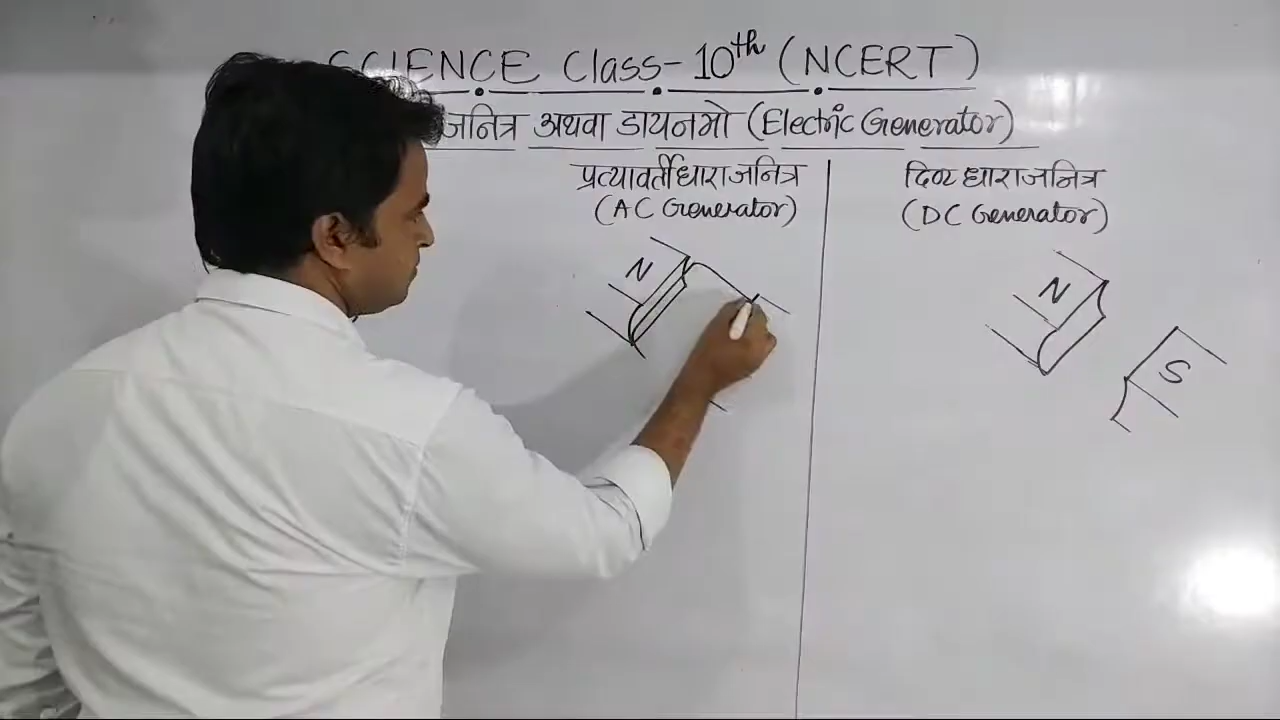 SCIENCE Class-10th (NCERT)
जनित्र अथवा डायनमो (Electric Generator)
प्रत्यावर्ती धारा जनित्र
(AC Generator)
दिष्ट धारा जनित्र
(DC Generator)
N
N
S